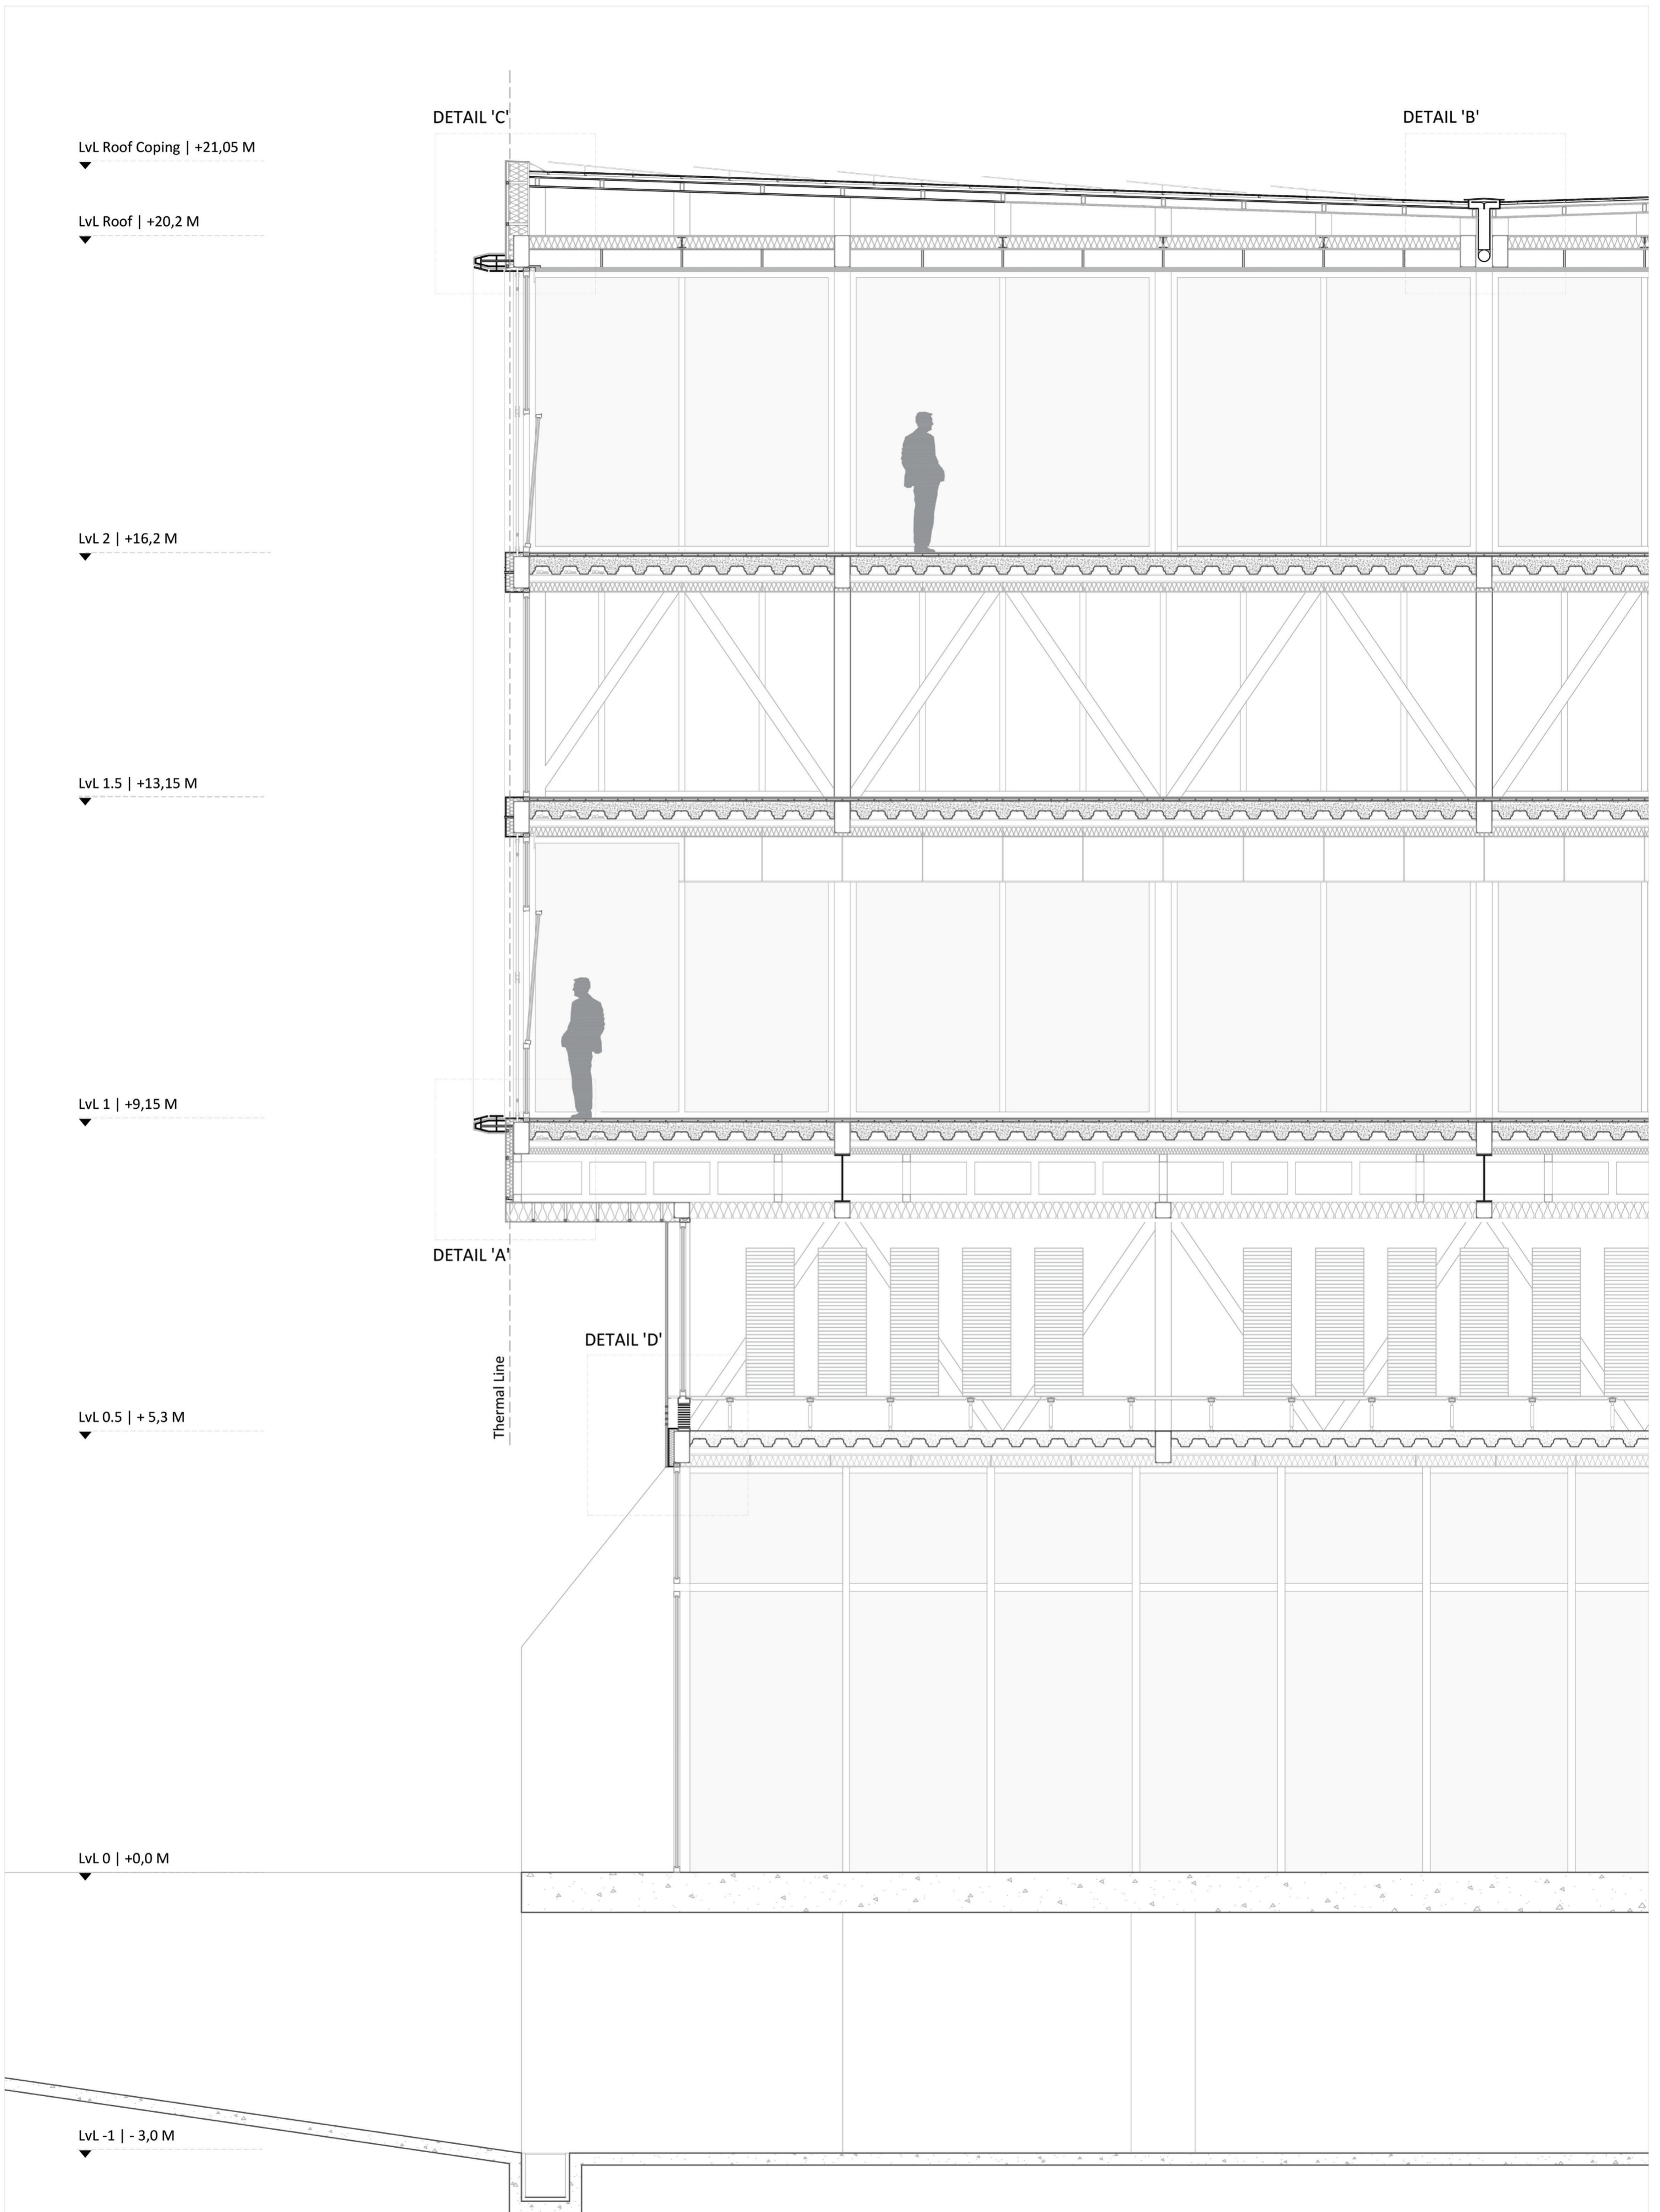 DETAIL 'C'
DETAIL 'B'
LvL Roof Coping | +21,05 M
LvL Roof | +20,2 M
LvL 2 | +16,2 M
LvL 1.5 | +13,15 M
LvL 1 | +9,15 M
DETAIL 'A'
DETAIL 'D'
Thermal Line
LvL 0.5 | + 5,3 M
LvL 0 | +0,0 M
LvL -1 | - 3,0 M